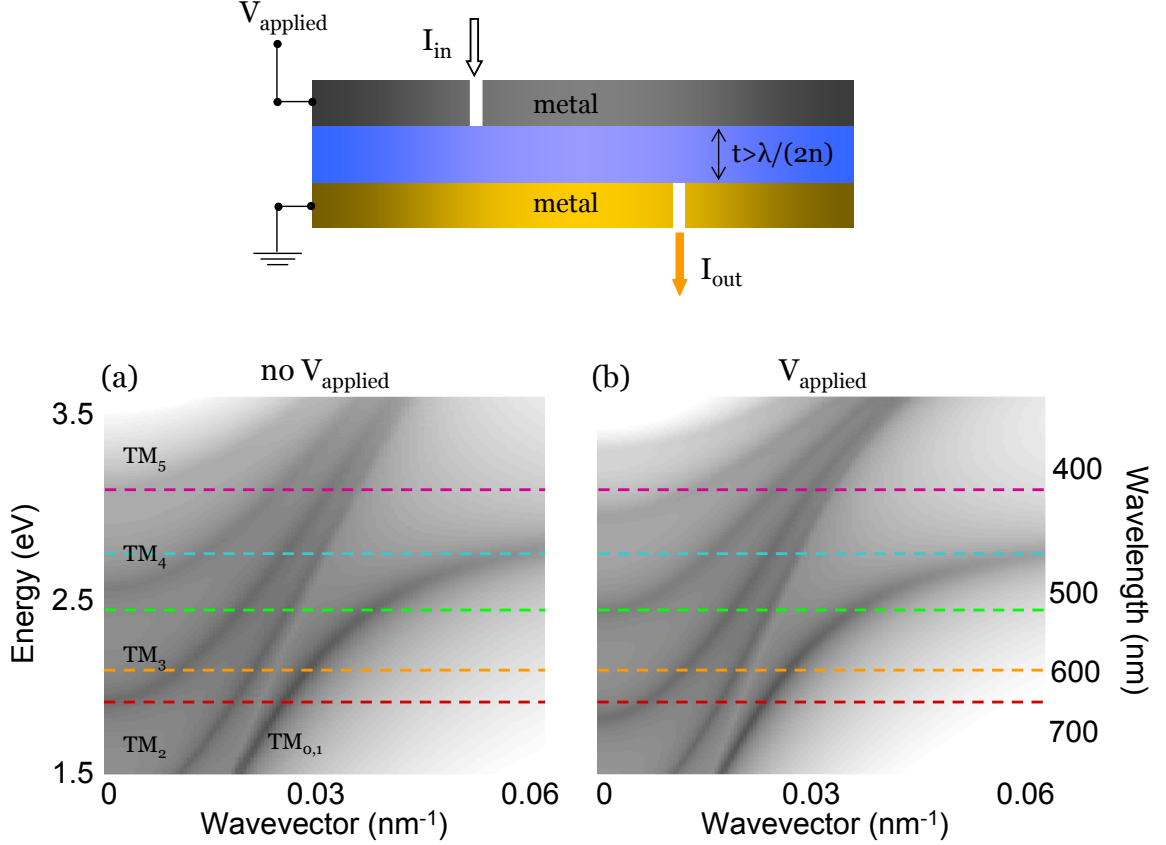 V_applied
I_in
metal
t>λ/(2n)
metal
I_out
(a) no V_applied
(b) V_applied
3.5
2.5
1.5
Energy (eV)
TM_5
TM_4
TM_3
TM_2
TM_0,1
0 0.03 0.06
Wavevector (nm^-1)
0 0.03 0.06
Wavevector (nm^-1)
400
500
600
700
Wavelength (nm)